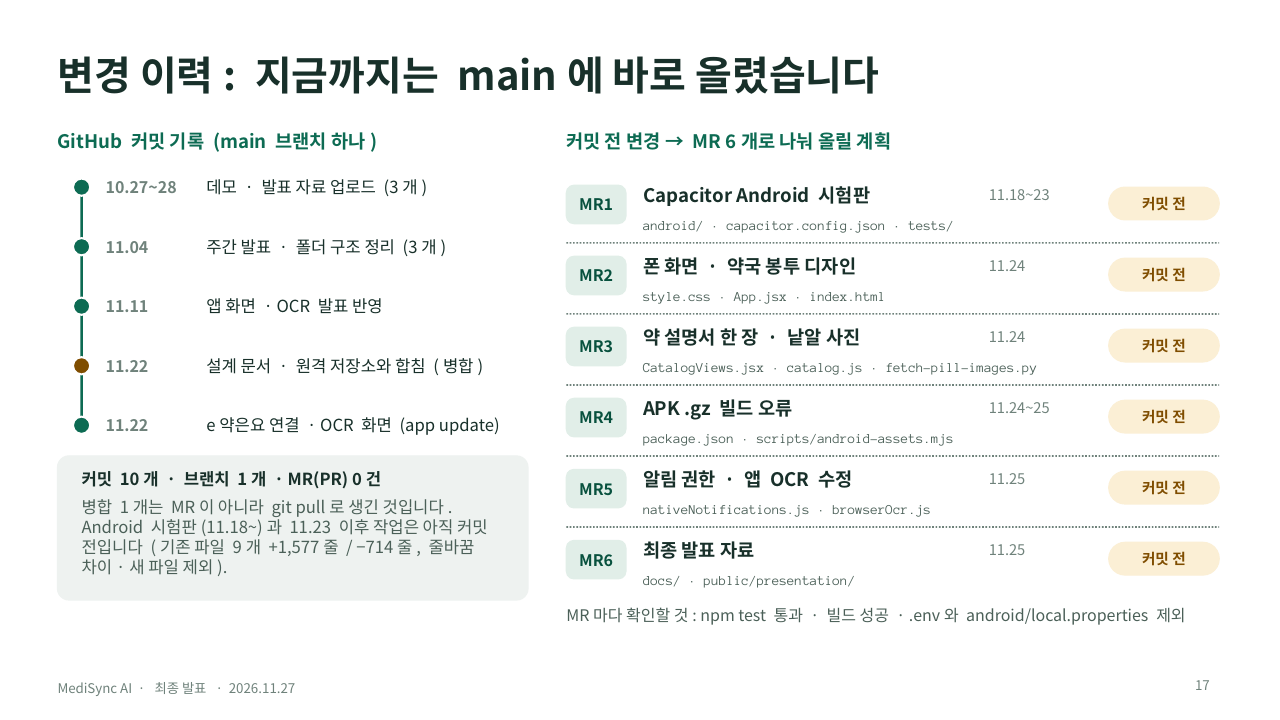 변경 이력 : 지금까지는 main 에 바로 올렸습니다
GitHub 커밋 기록 (main 브랜치 하나 )
10.27~28 데모 · 발표 자료 업로드 (3 개 )
11.04 주간 발표 · 폴더 구조 정리 (3 개 )
11.11 앱 화면 · OCR 발표 반영
11.22 설계 문서 · 원격 저장소와 합침 ( 병합 )
11.22 e 약은요 연결 · OCR 화면 (app update)
커밋 10 개 · 브랜치 1 개 · MR(PR) 0 건
병합 1 개는 MR 이 아니라 git pull 로 생긴 것입니다 .
Android 시험판 (11.18~) 과 11.23 이후 작업은 아직 커밋
전입니다 ( 기존 파일 9 개 +1,577 줄 / −714 줄 , 줄바꿈
차이 · 새 파일 제외 ).
커밋 전 변경 → MR 6 개로 나눠 올릴 계획
MR1 Capacitor Android 시험판 11.18~23 커밋 전
android/ · capacitor.config.json · tests/
MR2 폰 화면 · 약국 봉투 디자인 11.24 커밋 전
style.css · App.jsx · index.html
MR3 약 설명서 한 장 · 낱알 사진 11.24 커밋 전
CatalogViews.jsx · catalog.js · fetch-pill-images.py
MR4 APK .gz 빌드 오류 11.24~25 커밋 전
package.json · scripts/android-assets.mjs
MR5 알림 권한 · 앱 OCR 수정 11.25 커밋 전
nativeNotifications.js · browserOcr.js
MR6 최종 발표 자료 11.25 커밋 전
docs/ · public/presentation/
MR 마다 확인할 것 : npm test 통과 · 빌드 성공 · .env 와 android/local.properties 제외
MediSync AI · 최종 발표 · 2026.11.27
17